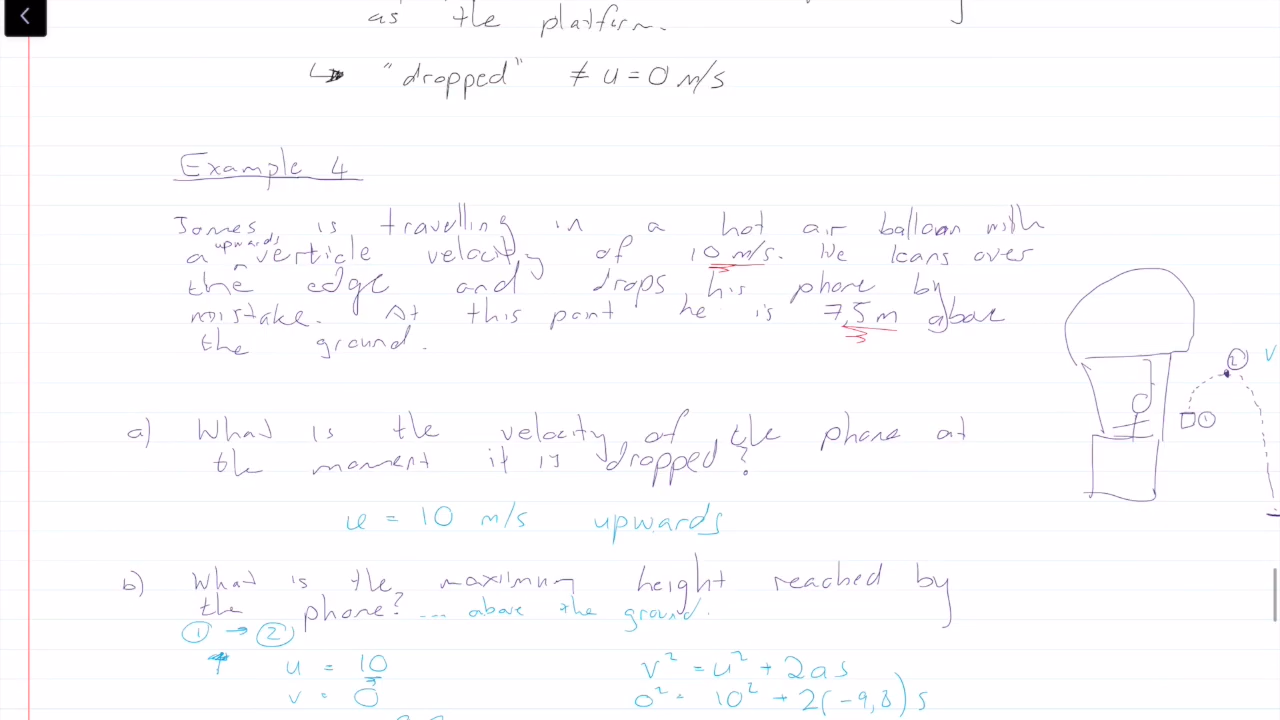 as the platform.
↳ "dropped" ≠ u = 0 m/s
Example 4
James is travelling in a hot air balloon with
a upwards verticle velocity of 10 m/s. He leans over
the edge and drops his phone by
mistake. At this point he is 7,5 m above
the ground.
a) What is the velocity of the phone at
the moment it is dropped?
u = 10 m/s upwards
b) What is the maximum height reached by
the phone? ... above the ground.
① → ②
u = 10
v = 0
v² = u² + 2as
0² = 10² + 2(-9,8)s
②
v
①